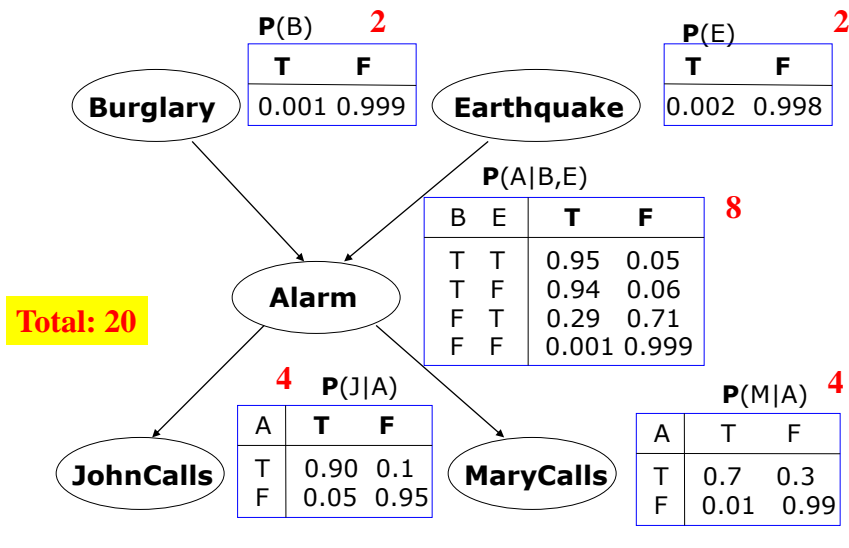 P(B) 2
T F
0.001 0.999
Burglary
P(E) 2
T F
0.002 0.998
Earthquake
P(A|B,E)
8
B E T F
T T 0.95 0.05
T F 0.94 0.06
F T 0.29 0.71
F F 0.001 0.999
Alarm
Total: 20
4 P(J|A)
A T F
T 0.90 0.1
F 0.05 0.95
JohnCalls
P(M|A) 4
A T F
T 0.7 0.3
F 0.01 0.99
MaryCalls